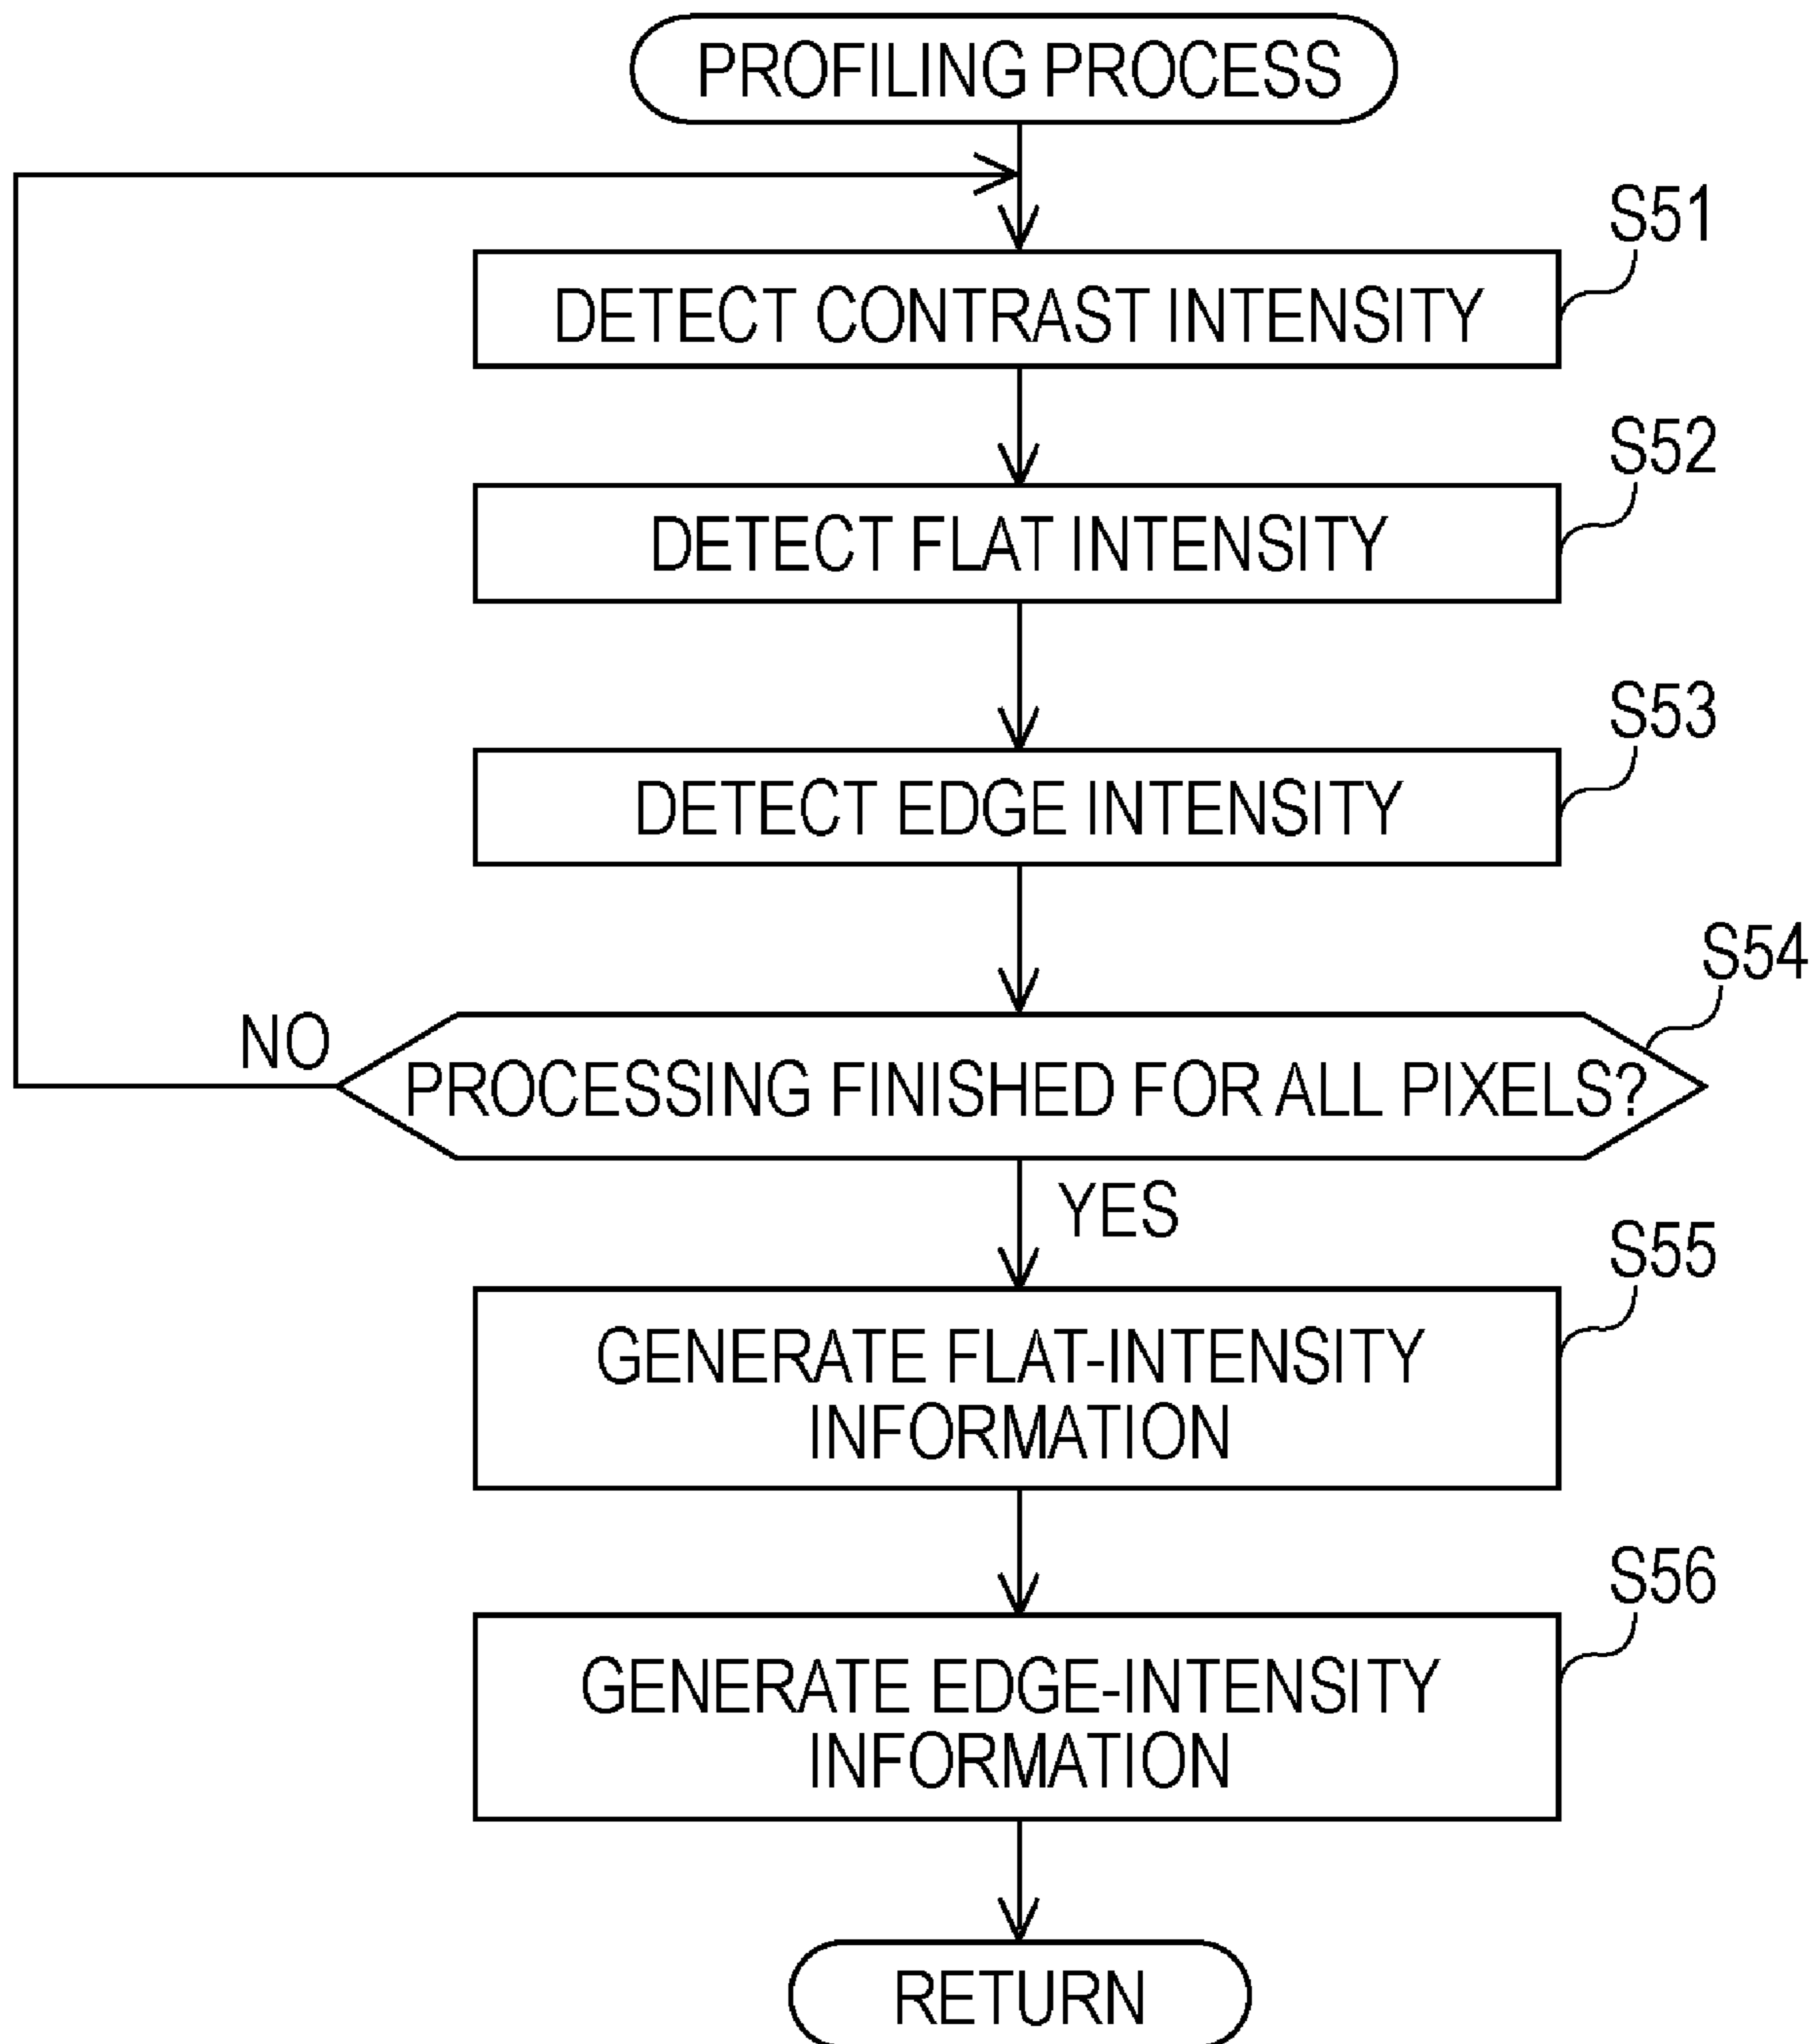 PROFILING PROCESS
S51
DETECT CONTRAST INTENSITY
S52
DETECT FLAT INTENSITY
S53
DETECT EDGE INTENSITY
S54
NO
PROCESSING FINISHED FOR ALL PIXELS?
YES
S55
GENERATE FLAT-INTENSITY
INFORMATION
S56
GENERATE EDGE-INTENSITY
INFORMATION
RETURN